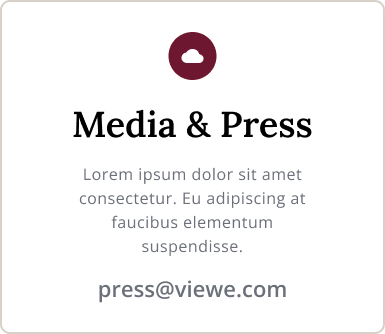 Media & Press
Lorem ipsum dolor sit amet
consectetur. Eu adipiscing at
faucibus elementum
suspendisse.
press@viewe.com